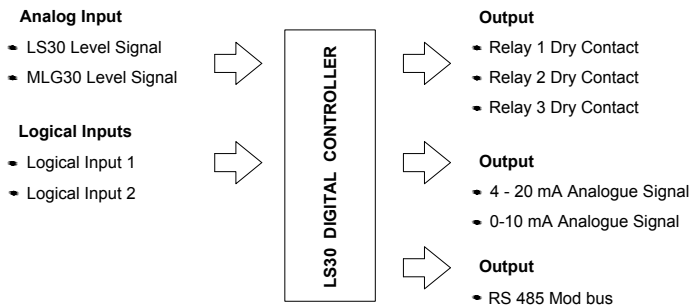 Analog Input
LS30 Level Signal
MLG30 Level Signal
Logical Inputs
Logical Input 1
Logical Input 2
LS30 DIGITAL CONTROLLER
Output
Relay 1 Dry Contact
Relay 2 Dry Contact
Relay 3 Dry Contact
Output
4 - 20 mA Analogue Signal
0-10 mA Analogue Signal
Output
RS 485 Mod bus